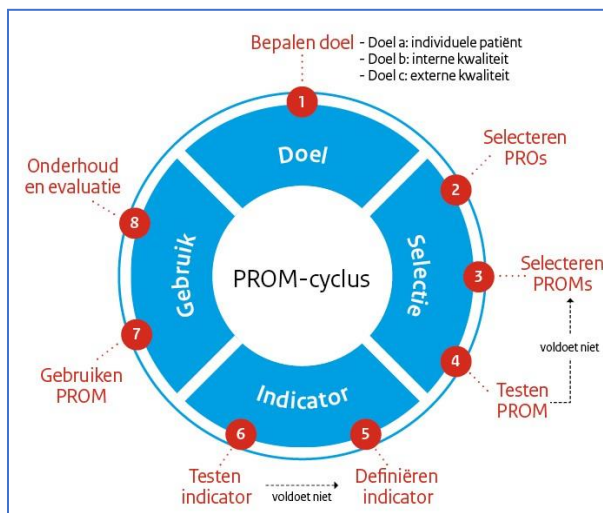 Bepalen doel
- Doel a: individuele patiënt
- Doel b: interne kwaliteit
- Doel c: externe kwaliteit
1
Doel
Selecteren
PROs
2
Selectie
3
Selecteren
PROMs
voldoet niet
4
Testen
PROM
Indicator
5
Definiëren
indicator
voldoet niet
6
Testen
indicator
Gebruik
7
Gebruiken
PROM
8
Onderhoud
en evaluatie
PROM-cyclus